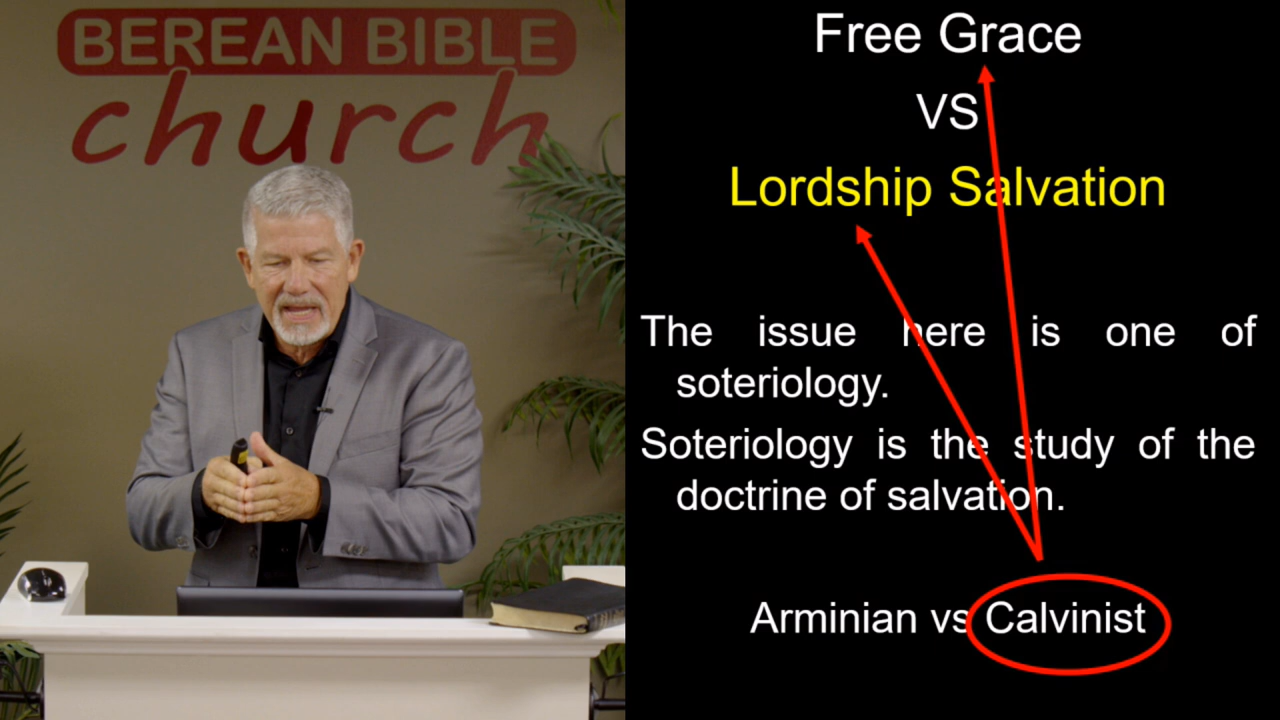 BEREAN BIBLE
church
Free Grace
VS
Lordship Salvation
The issue here is one of
soteriology.
Soteriology is the study of the
doctrine of salvation.
Arminian vs Calvinist